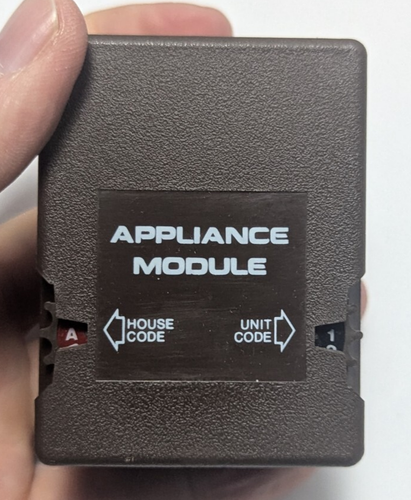 APPLIANCE
MODULE
HOUSE
CODE
UNIT
CODE
A
1